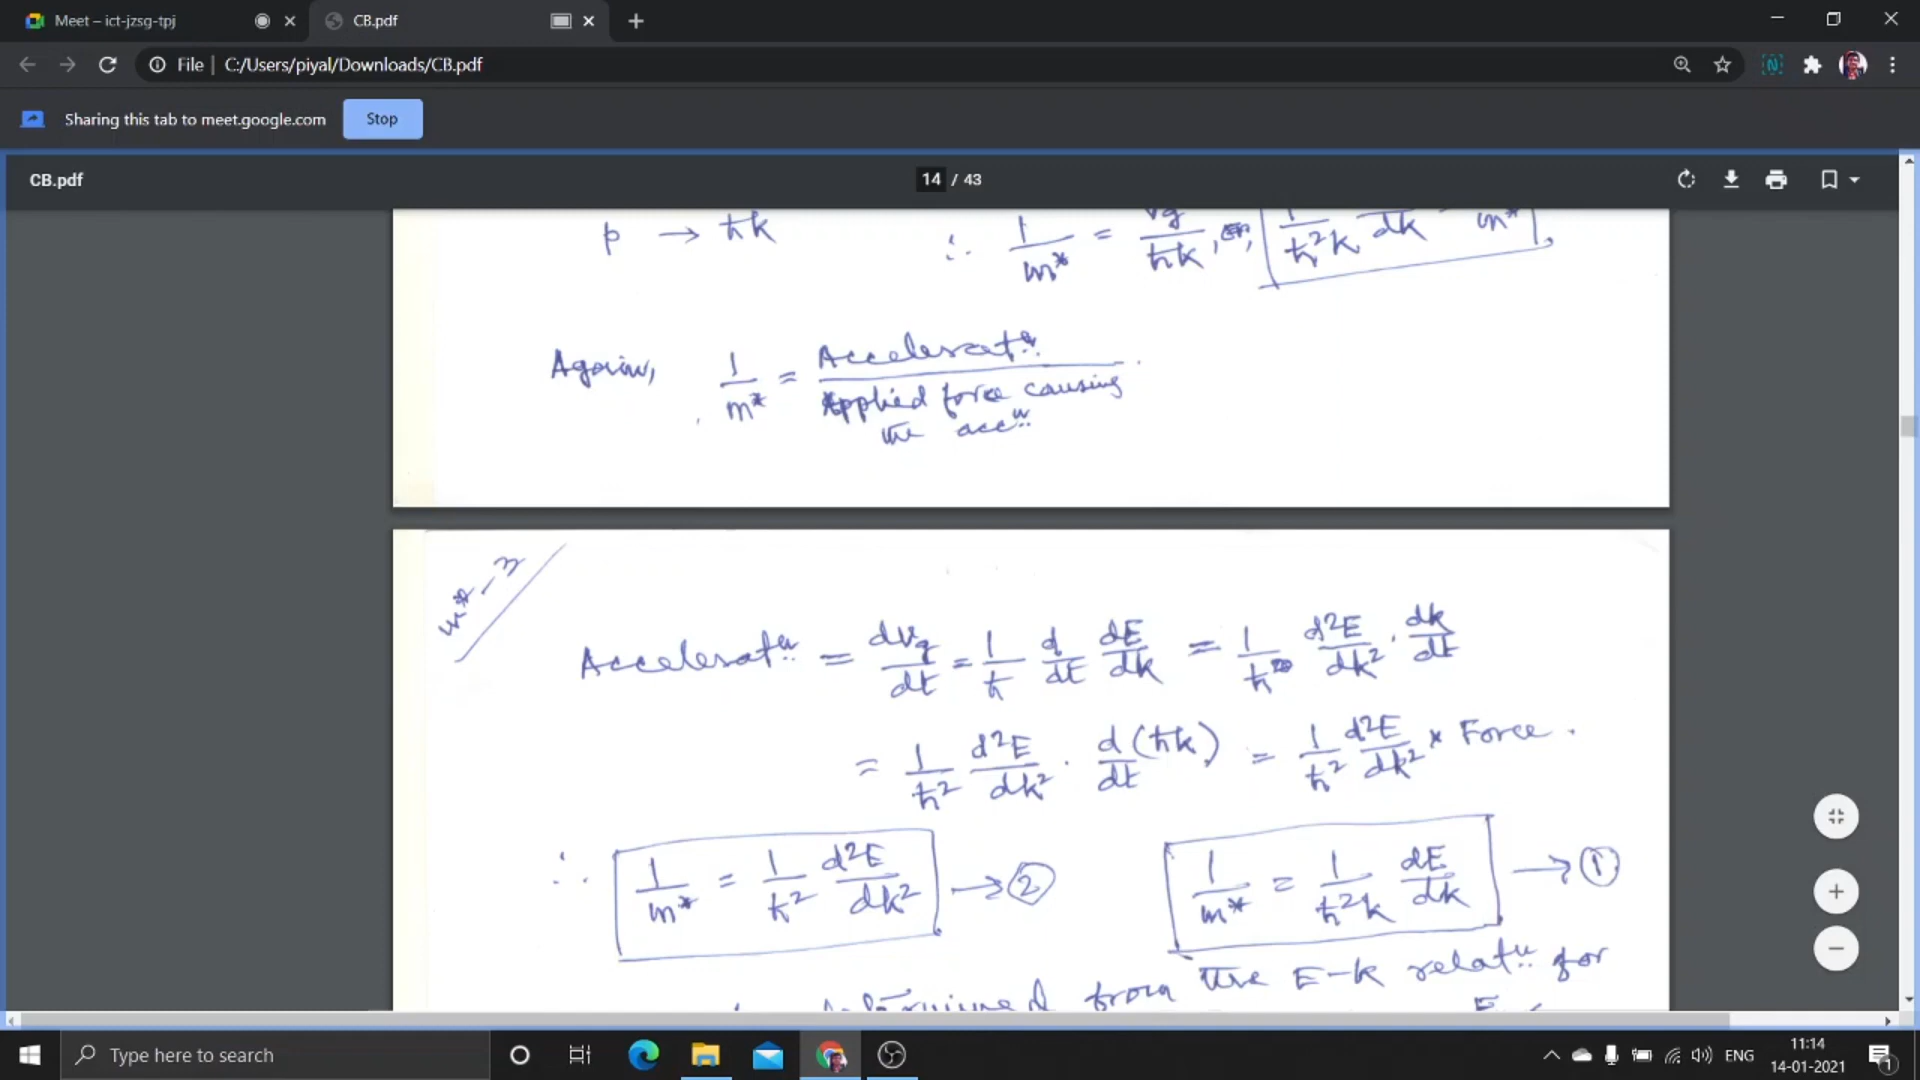 Meet – ict-jzsg-tpj
CB.pdf
File | C:/Users/piyal/Downloads/CB.pdf
Sharing this tab to meet.google.com
Stop
CB.pdf
14 / 43
p → ħk ∴ 1/m* = vg/ħk, or, 1/ħ²k dk m*
Again, 1/m* = Acceleratn / Applied force causing the accn
m*-3
Acceleratn = dvg/dt = 1/ħ d/dt dE/dk = 1/ħ d²E/dk² · dk/dt
= 1/ħ² d²E/dk² · d/dt (ħk) = 1/ħ² d²E/dk² × Force.
∴ 1/m* = 1/ħ² d²E/dk² → ② 1/m* = 1/ħ²k dE/dk → ①
determined from the E-k relatn for
Type here to search
ENG
11:14
14-01-2021
1